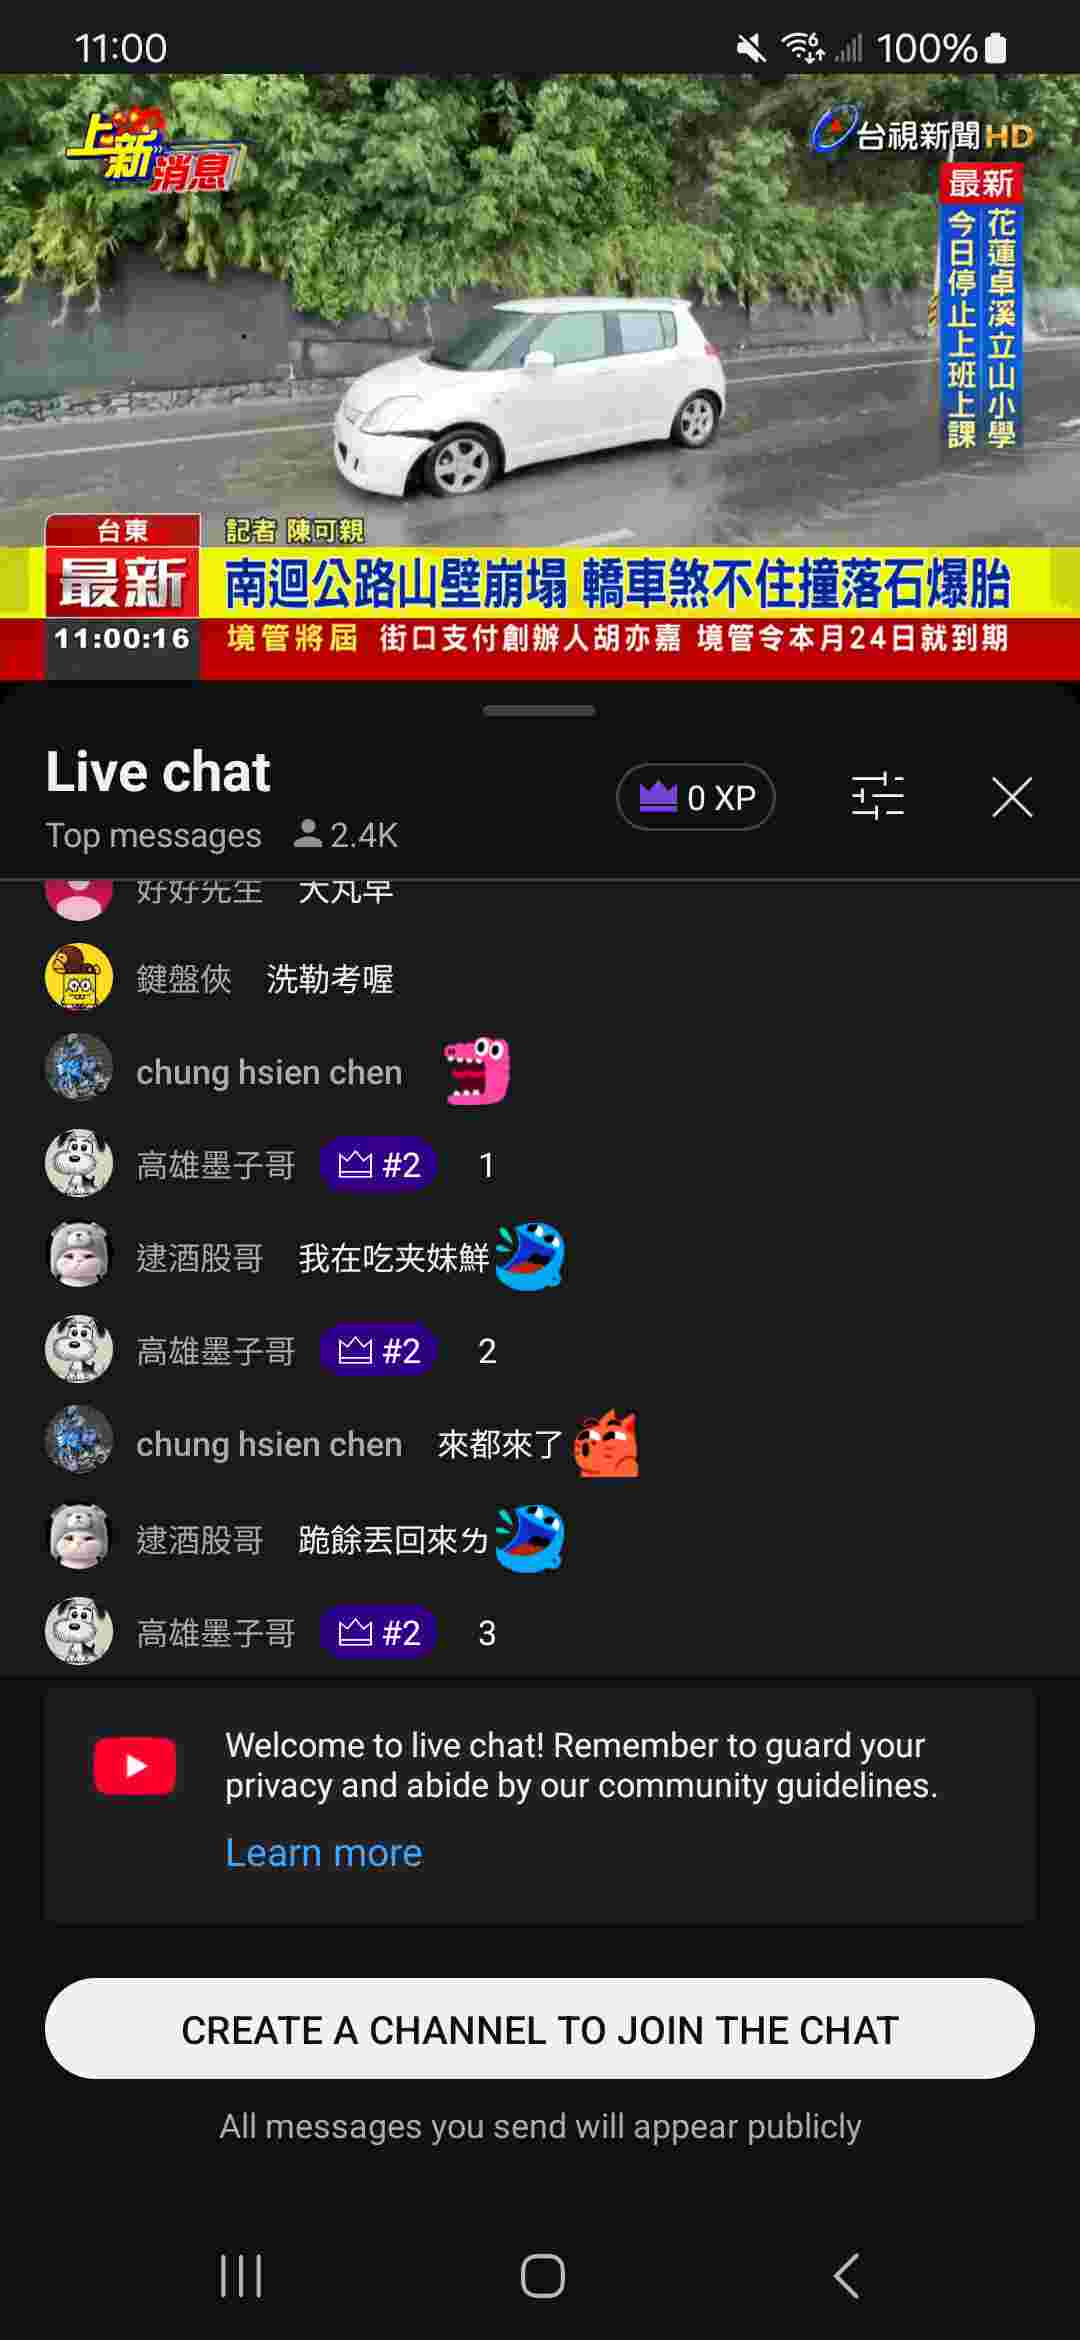 11:00
100%
上新消息
台視新聞HD
最新
花蓮卓溪立山小學
今日停止上班上課
台東
記者 陳可親
最新
南迴公路山壁崩塌 轎車煞不住撞落石爆胎
11:00:16
境管將屆 街口支付創辦人胡亦嘉 境管令本月24日就到期
Live chat
0 XP
Top messages 2.4K
好好先生 大丸早
鍵盤俠 洗勒考喔
chung hsien chen
高雄墨子哥 #2 1
逮酒股哥 我在吃夹妹鮮
高雄墨子哥 #2 2
chung hsien chen 來都來了
逮酒股哥 跪餘丟回來ㄌ
高雄墨子哥 #2 3
Welcome to live chat! Remember to guard your
privacy and abide by our community guidelines.
Learn more
CREATE A CHANNEL TO JOIN THE CHAT
All messages you send will appear publicly